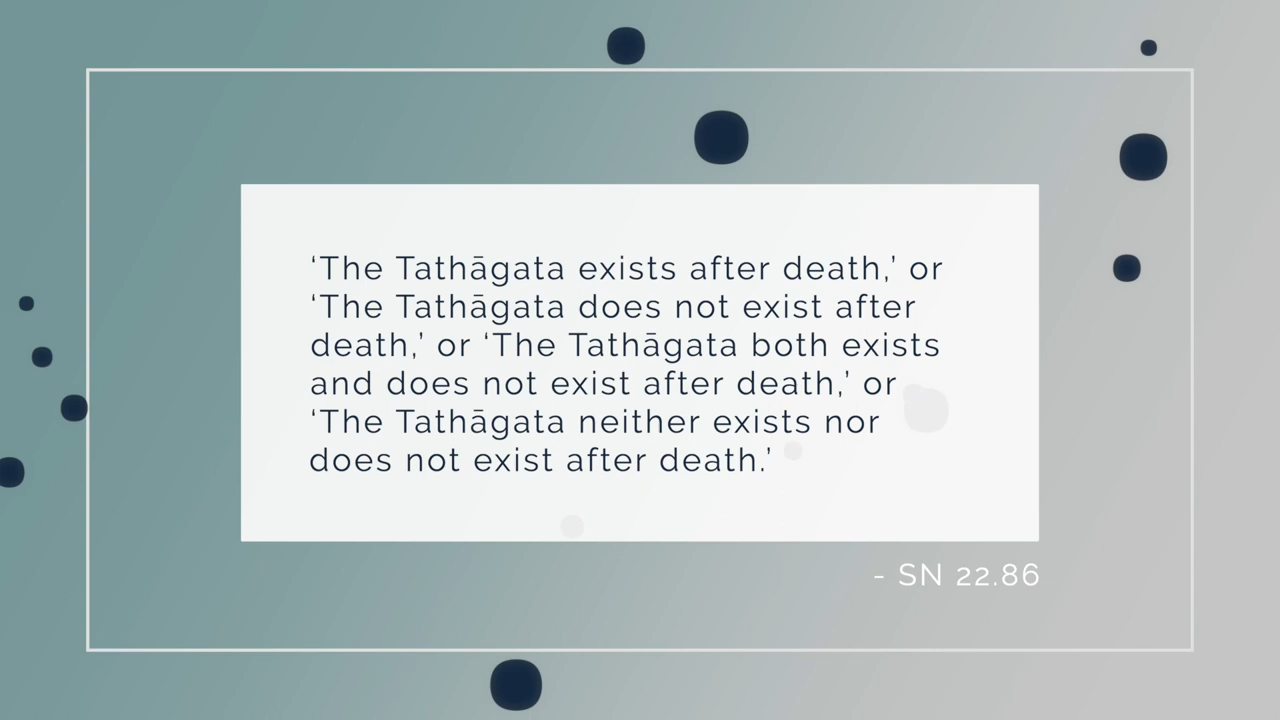 ‘The Tathāgata exists after death,’ or
‘The Tathāgata does not exist after
death,’ or ‘The Tathāgata both exists
and does not exist after death,’ or
‘The Tathāgata neither exists nor
does not exist after death.’
- SN 22.86